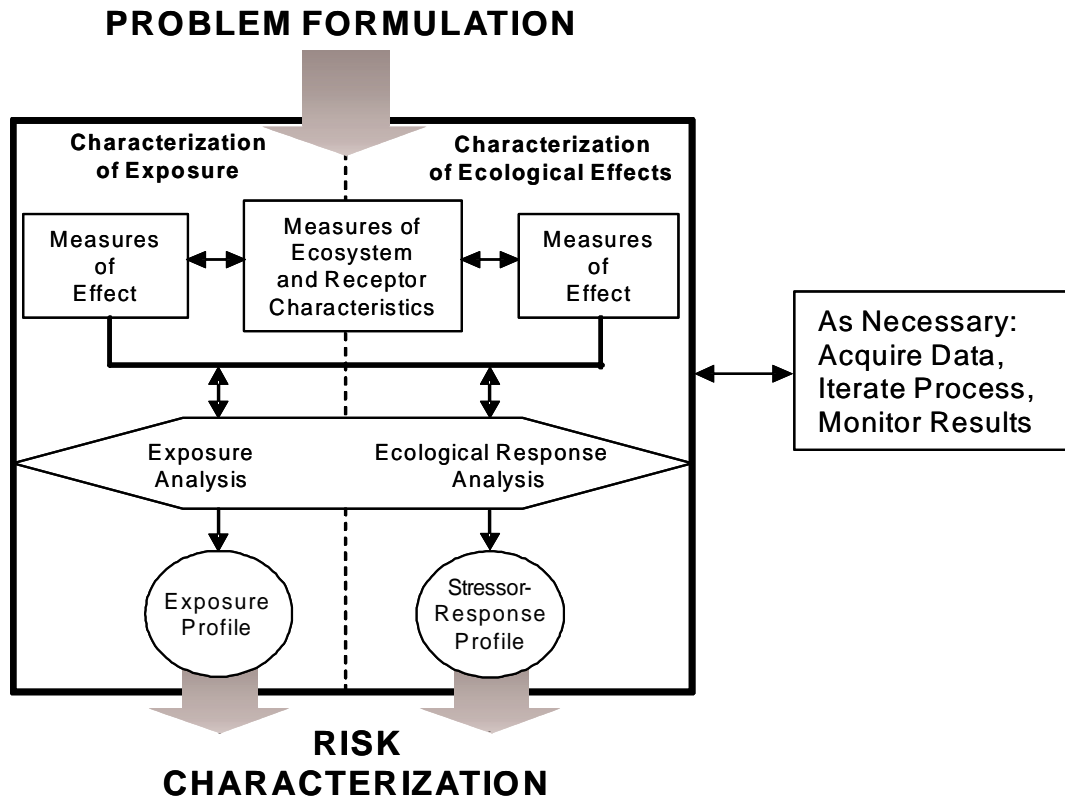 PROBLEM FORMULATION
Characterization
of Exposure
Characterization
of Ecological Effects
Measures
of
Effect
Measures of
Ecosystem
and Receptor
Characteristics
Measures
of
Effect
As Necessary:
Acquire Data,
Iterate Process,
Monitor Results
Exposure
Analysis
Ecological Response
Analysis
Exposure
Profile
Stressor-
Response
Profile
RISK
CHARACTERIZATION